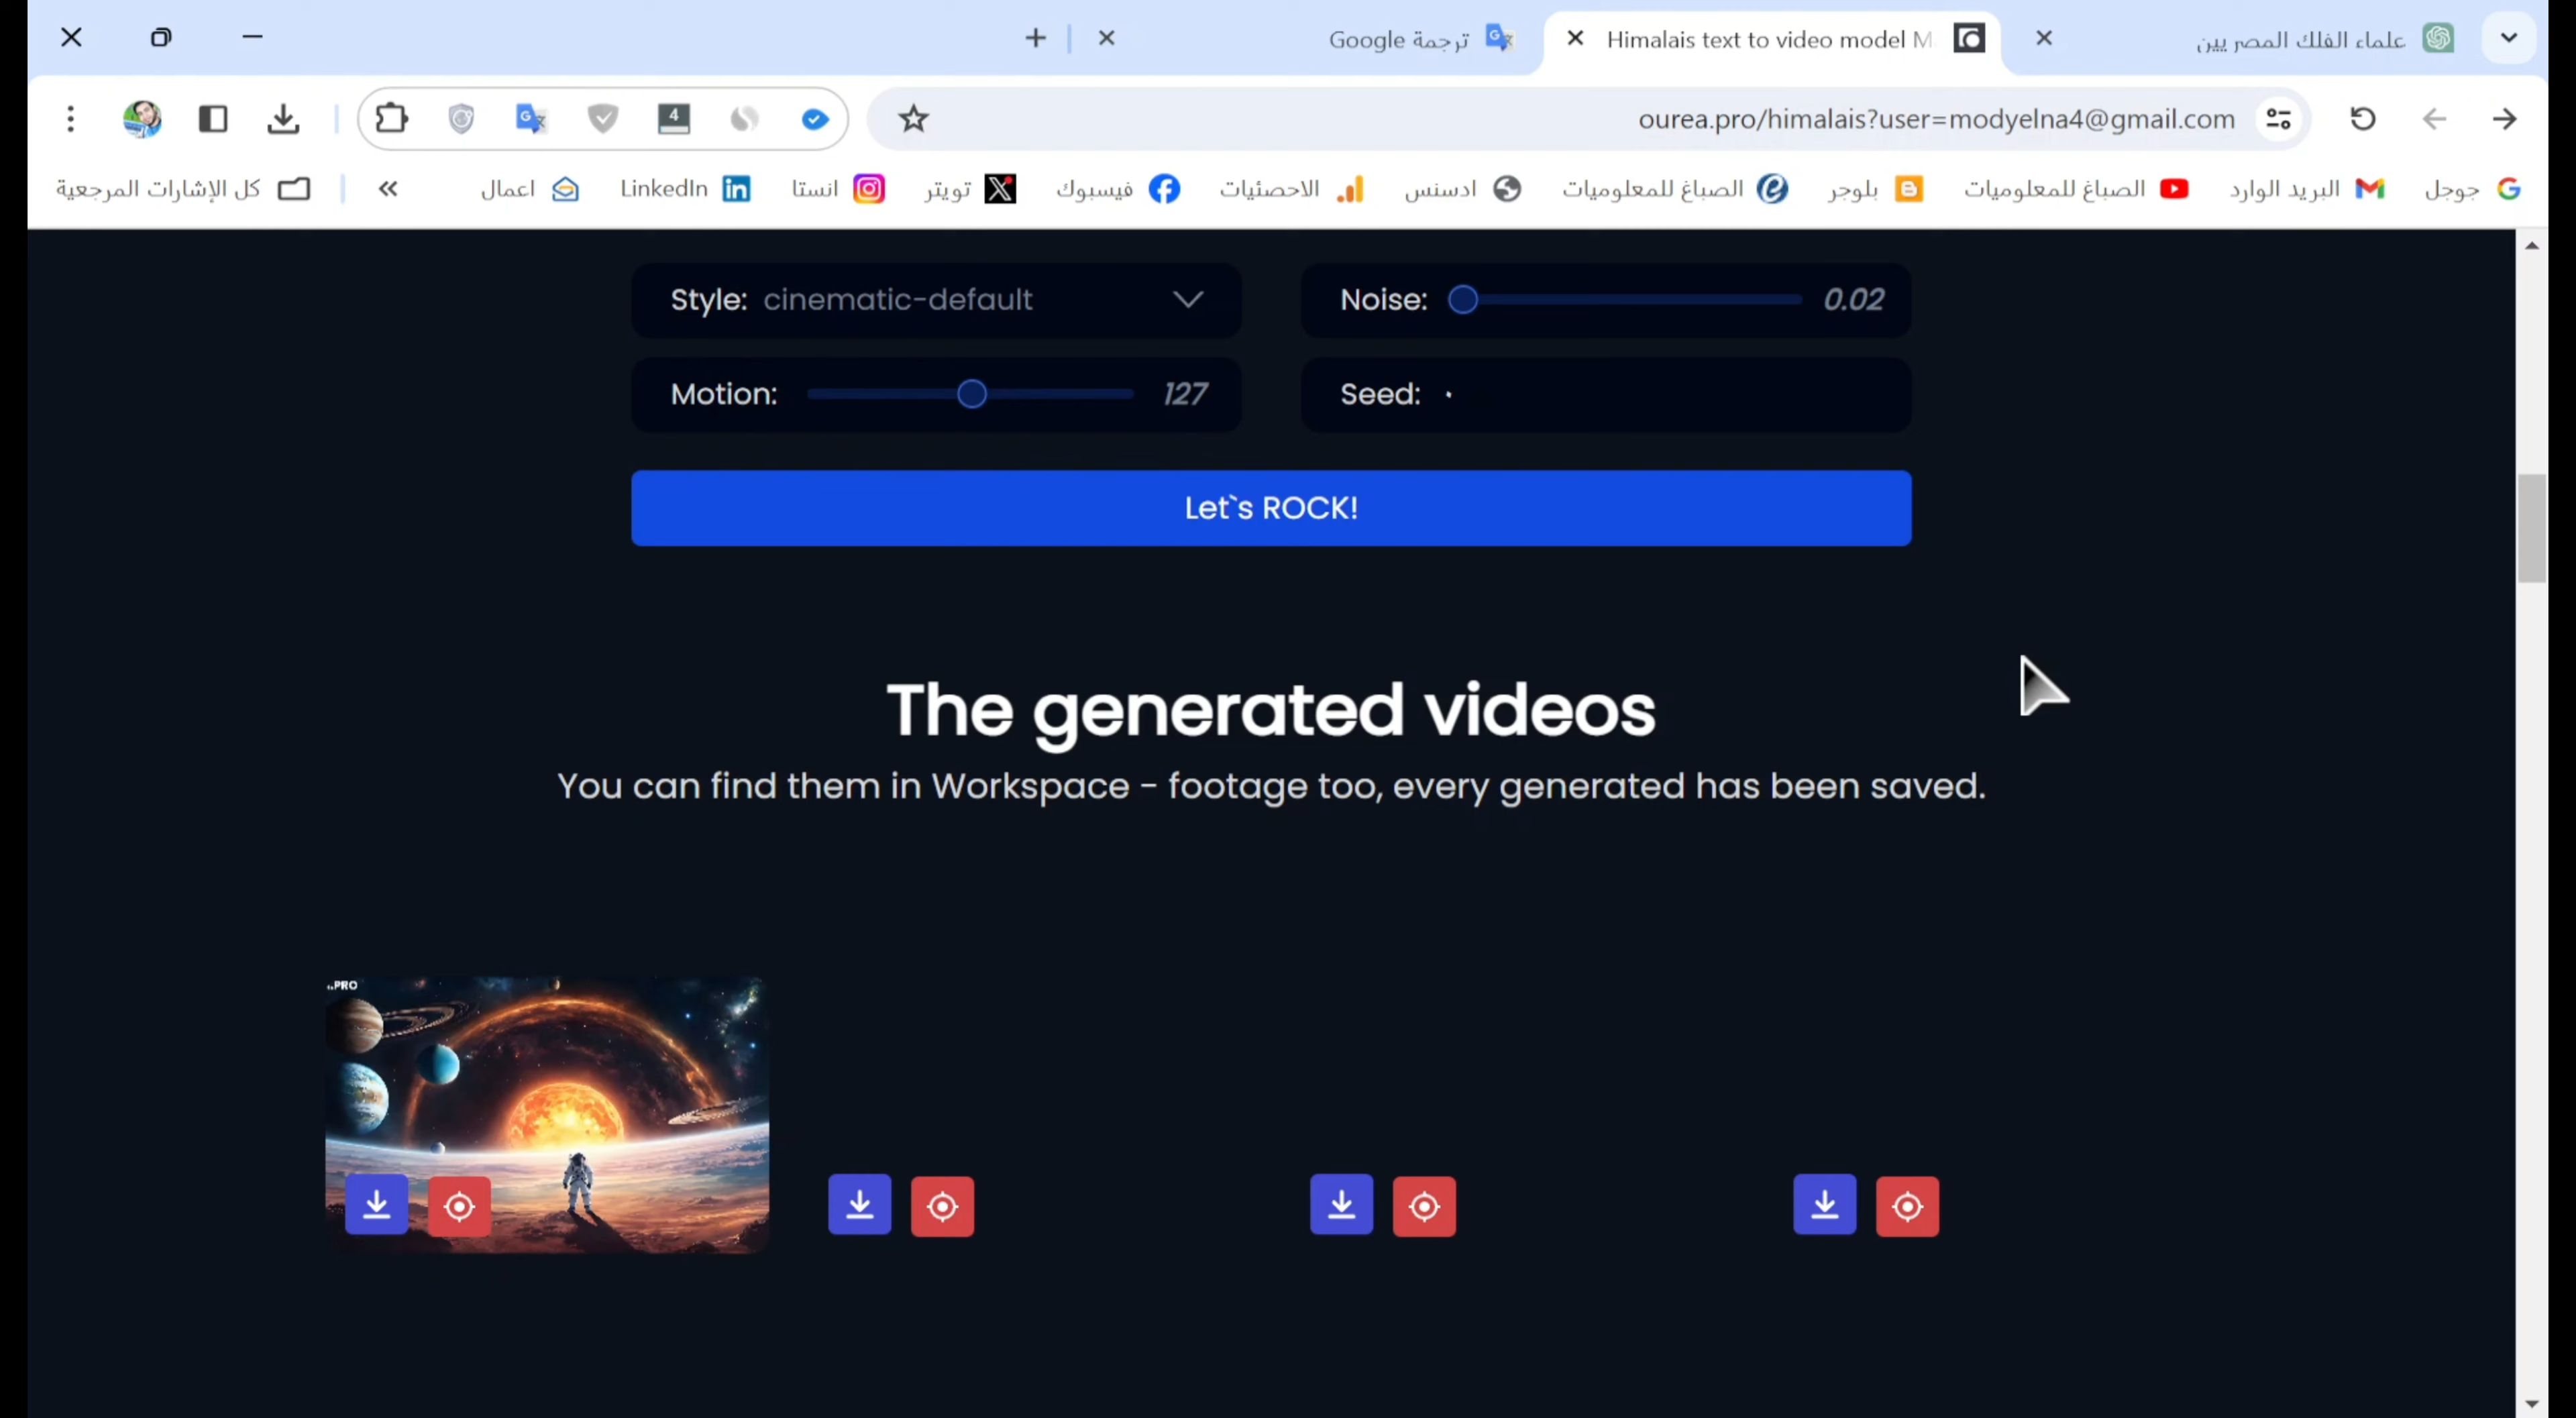 علماء الفلك المصريين
Himalais text to video model M
ترجمة Google
ourea.pro/himalais?user=modyelna4@gmail.com
4
جوجل
البريد الوارد
الصباغ للمعلوميات
بلوجر
الصباغ للمعلوميات
ادسنس
الاحصئيات
فيسبوك
تويتر
انستا
LinkedIn
اعمال
كل الإشارات المرجعية
Style: cinematic-default
Noise: 0.02
Motion: 127
Seed:
Let`s ROCK!
The generated videos
You can find them in Workspace - footage too, every generated has been saved.
.PRO